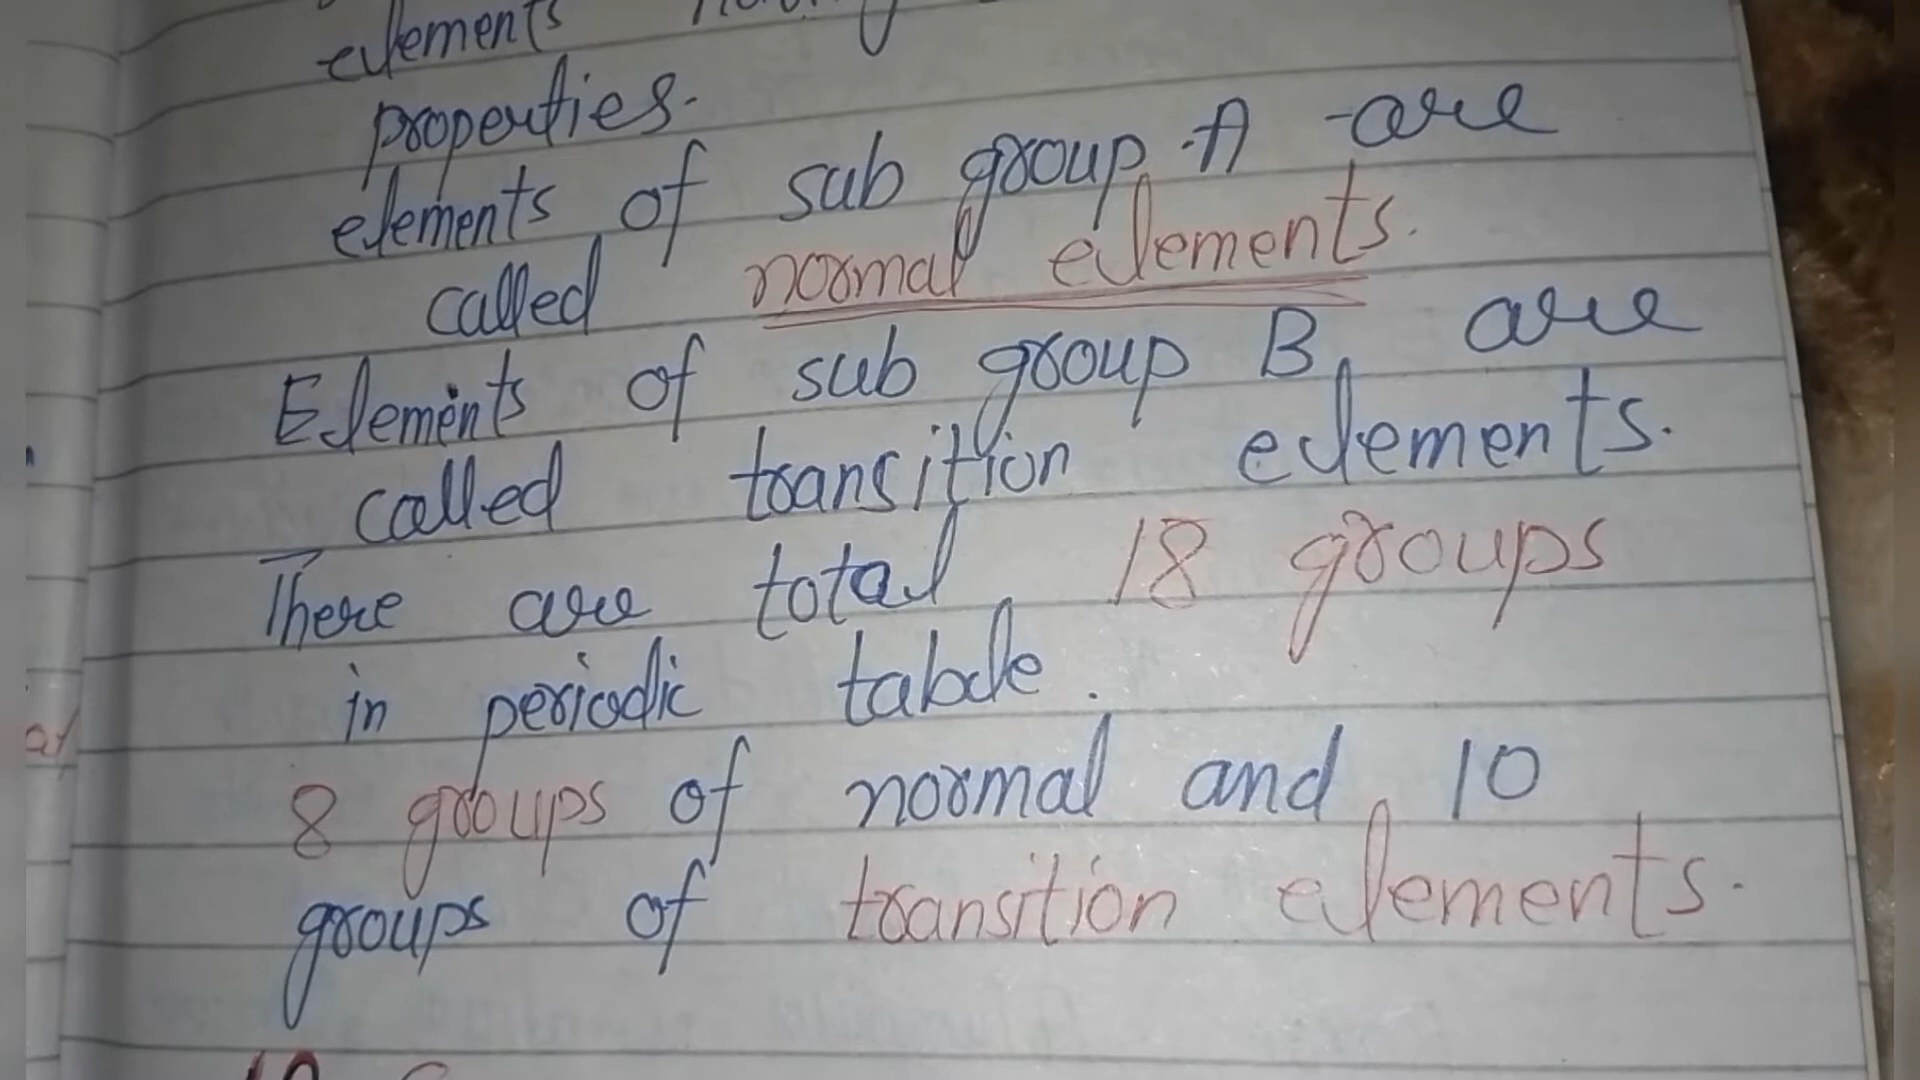 elements
properties.
elements of sub group A are
called normal elements.
Elements of sub group B are
called transition elements.
There are total 18 groups
in periodic table.
8 groups of normal and 10
groups of transition elements.